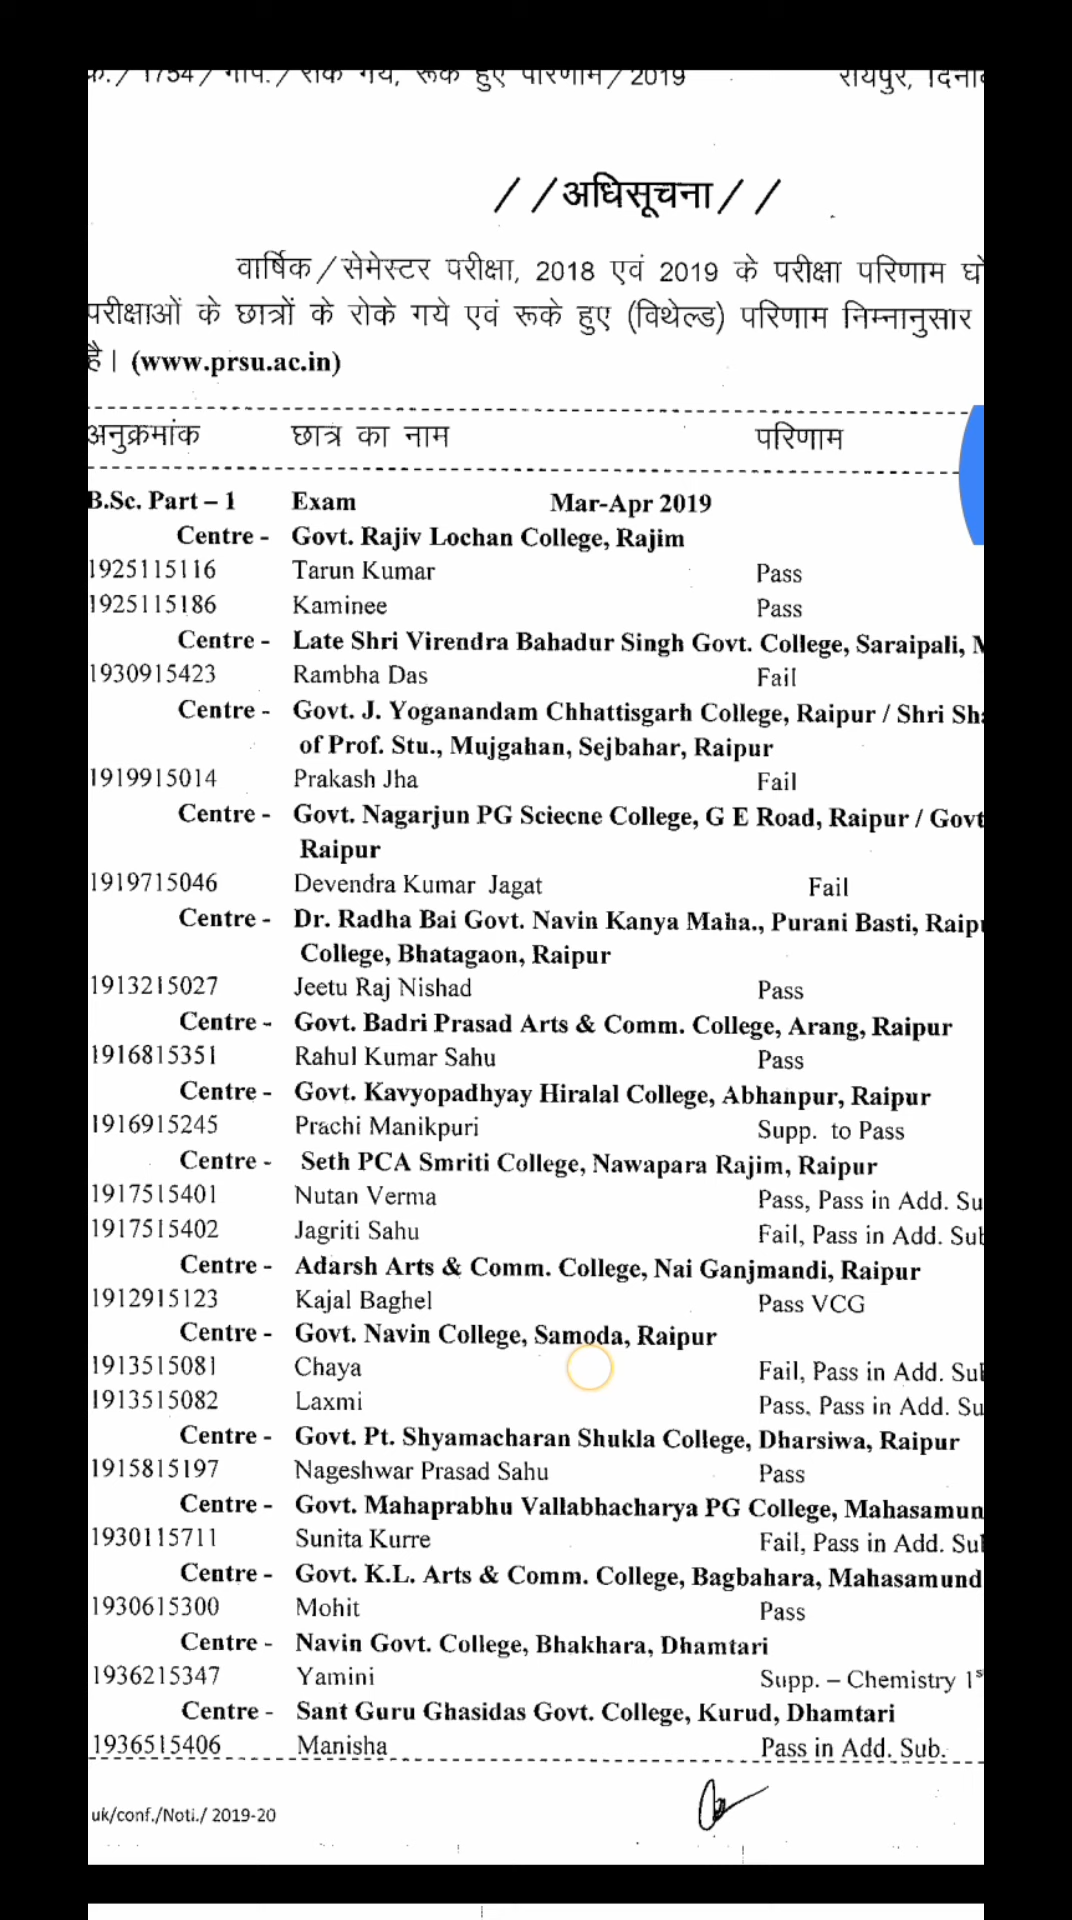 1754 / गोप. / रोके गये, रूके हुए परिणाम / 2019 रायपुर,
//अधिसूचना//
वार्षिक/सेमेस्टर परीक्षा, 2018 एवं 2019 के परीक्षा परिणाम
परीक्षाओं के छात्रों के रोके गये एवं रूके हुए (विथेल्ड) परिणाम निम्नानुसार
है। (www.prsu.ac.in)
अनुक्रमांक छात्र का नाम परिणाम
B.Sc. Part – 1 Exam Mar-Apr 2019
Centre - Govt. Rajiv Lochan College, Rajim
1925115116 Tarun Kumar Pass
1925115186 Kaminee Pass
Centre - Late Shri Virendra Bahadur Singh Govt. College, Saraipali,
1930915423 Rambha Das Fail
Centre - Govt. J. Yoganandam Chhattisgarh College, Raipur / Shri
of Prof. Stu., Mujgahan, Sejbahar, Raipur
1919915014 Prakash Jha Fail
Centre - Govt. Nagarjun PG Sciecne College, G E Road, Raipur / Govt
Raipur
1919715046 Devendra Kumar Jagat Fail
Centre - Dr. Radha Bai Govt. Navin Kanya Maha., Purani Basti,
College, Bhatagaon, Raipur
1913215027 Jeetu Raj Nishad Pass
Centre - Govt. Badri Prasad Arts & Comm. College, Arang, Raipur
1916815351 Rahul Kumar Sahu Pass
Centre - Govt. Kavyopadhyay Hiralal College, Abhanpur, Raipur
1916915245 Prachi Manikpuri Supp. to Pass
Centre - Seth PCA Smriti College, Nawapara Rajim, Raipur
1917515401 Nutan Verma Pass, Pass in Add. Su
1917515402 Jagriti Sahu Fail, Pass in Add. Sub
Centre - Adarsh Arts & Comm. College, Nai Ganjmandi, Raipur
1912915123 Kajal Baghel Pass VCG
Centre - Govt. Navin College, Samoda, Raipur
1913515081 Chaya Fail, Pass in Add. Su
1913515082 Laxmi Pass, Pass in Add. Su
Centre - Govt. Pt. Shyamacharan Shukla College, Dharsiwa, Raipur
1915815197 Nageshwar Prasad Sahu Pass
Centre - Govt. Mahaprabhu Vallabhacharya PG College, Mahasamun
1930115711 Sunita Kurre Fail, Pass in Add. Su
Centre - Govt. K.L. Arts & Comm. College, Bagbahara, Mahasamund
1930615300 Mohit Pass
Centre - Navin Govt. College, Bhakhara, Dhamtari
1936215347 Yamini Supp. – Chemistry 1s
Centre - Sant Guru Ghasidas Govt. College, Kurud, Dhamtari
1936515406 Manisha Pass in Add. Sub.
uk/conf./Noti./ 2019-20